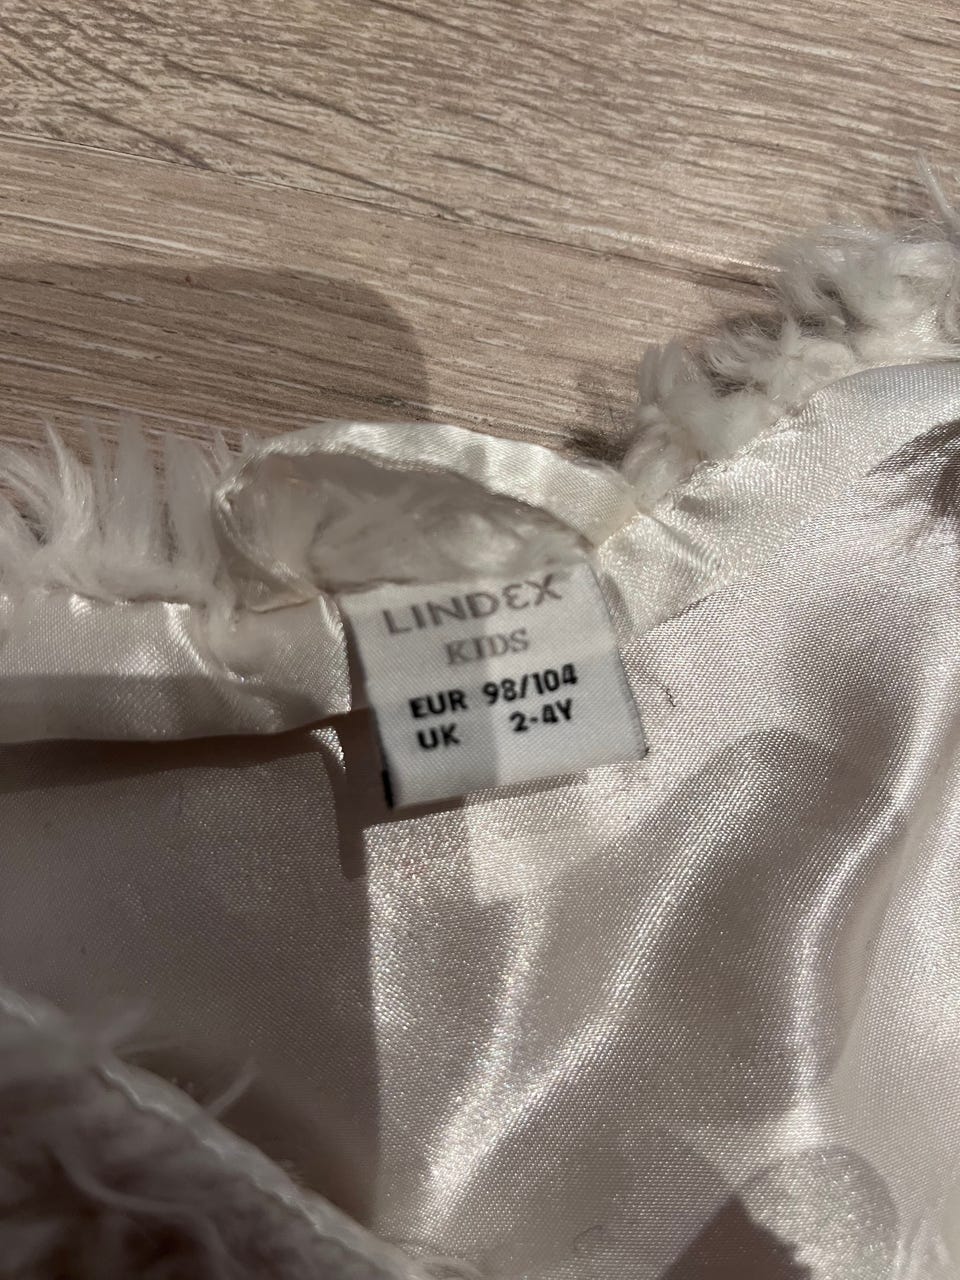 LINDEX
KIDS
EUR 98/104
UK 2-4Y